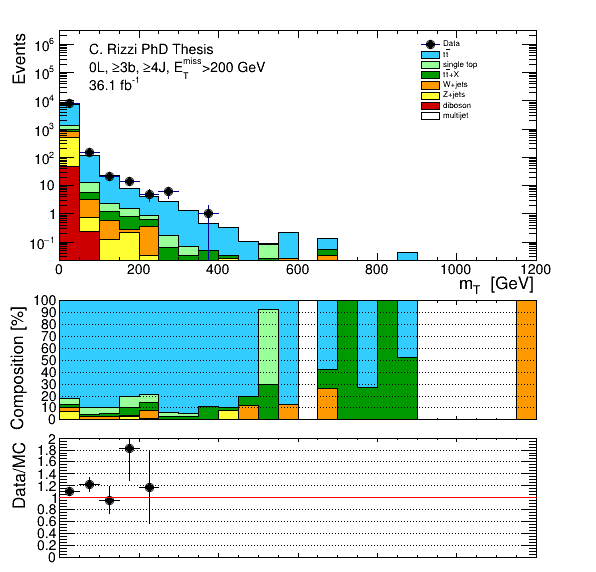 Events
10⁶
10⁵
10⁴
10³
10²
10
1
10⁻¹
C. Rizzi PhD Thesis
0L, ≥3b, ≥4J, E_T^miss>200 GeV
36.1 fb⁻¹
Data
tt̄
single top
tt̄+X
W+jets
Z+jets
diboson
multijet
0 200 400 600 800 1000 1200
m_T [GeV]
Composition [%]
100
90
80
70
60
50
40
30
20
10
0
Data/MC
2
1.8
1.6
1.4
1.2
1
0.8
0.6
0.4
0.2
0